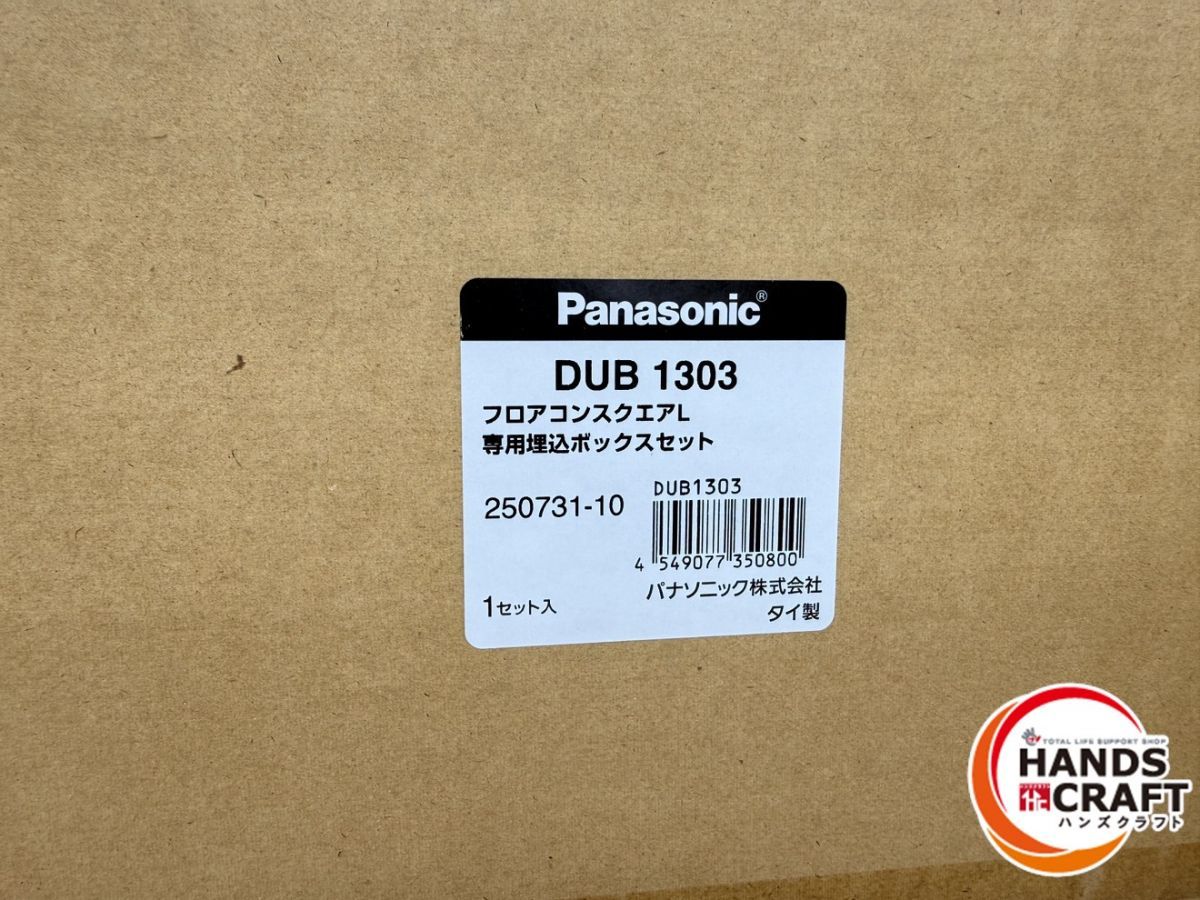 Panasonic®
DUB 1303
フロアコンスクエアL
専用埋込ボックスセット
250731-10
DUB1303
4 549077 350800
パナソニック株式会社
1セット入
タイ製
TOTAL LIFE SUPPORT SHOP
HANDS
CRAFT
ハンズクラフト